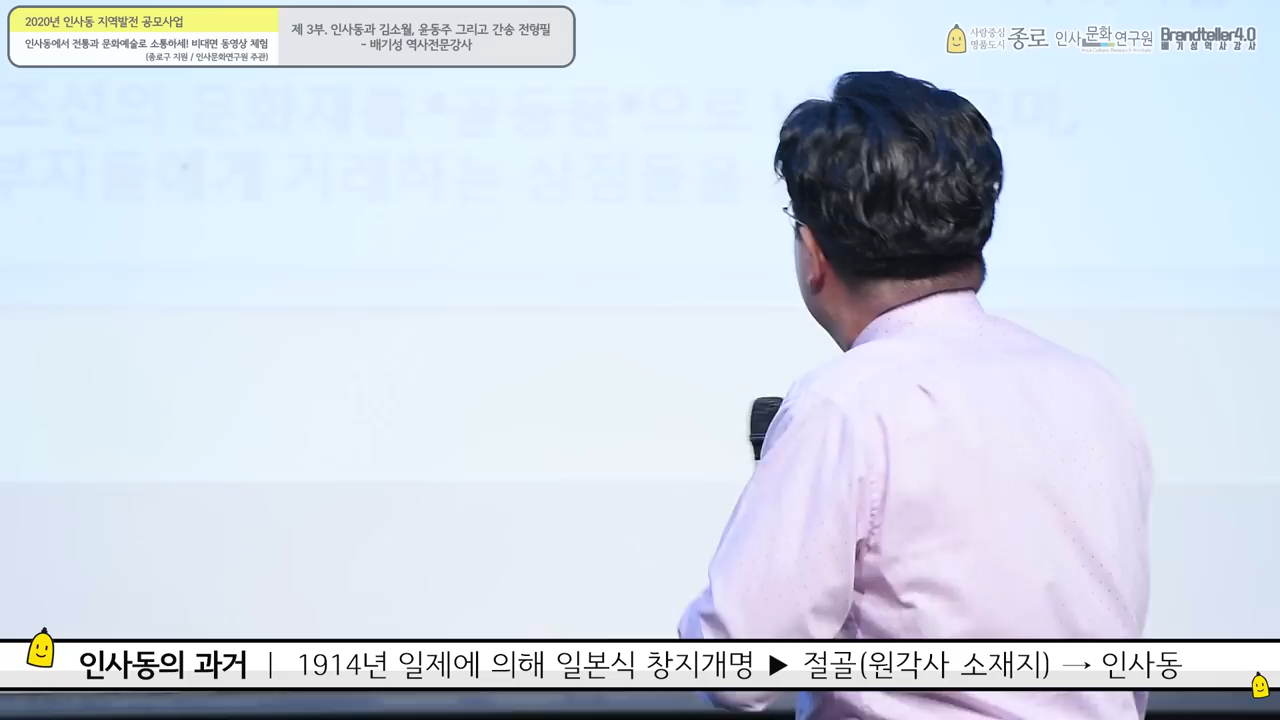 2020년 인사동 지역발전 공모사업
인사동에서 전통과 문화예술로 소통하세! 비대면 동영상 체험
(종로구 지원 / 인사문화연구원 주관)
제 3부. 인사동과 김소월, 윤동주 그리고 간송 전형필
- 배기성 역사전문강사
사람중심
명품도시
종로
인사문화연구원
Insa Culture Research Institute
Brandteller4.0
배기성역사강사
조선의 문화재를 "골동품"으로
부자들에게 거래하는 상점들을
인사동의 과거 | 1914년 일제에 의해 일본식 창지개명 ▶ 절골(원각사 소재지) → 인사동